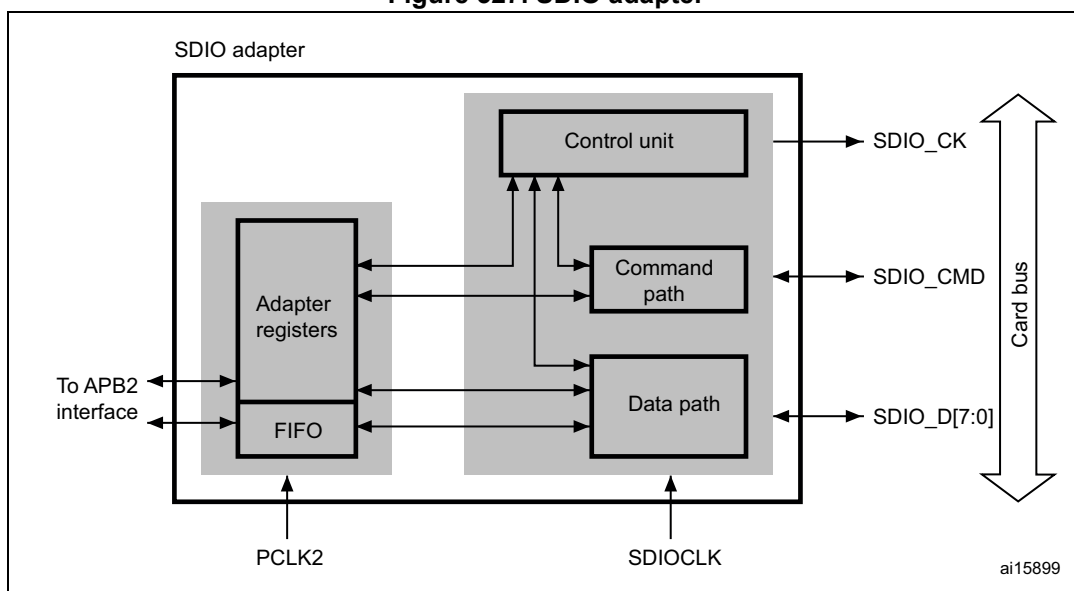 SDIO adapter
Control unit
SDIO_CK
Command
path
SDIO_CMD
Adapter
registers
Card bus
To APB2
interface
Data path
SDIO_D[7:0]
FIFO
PCLK2
SDIOCLK
ai15899